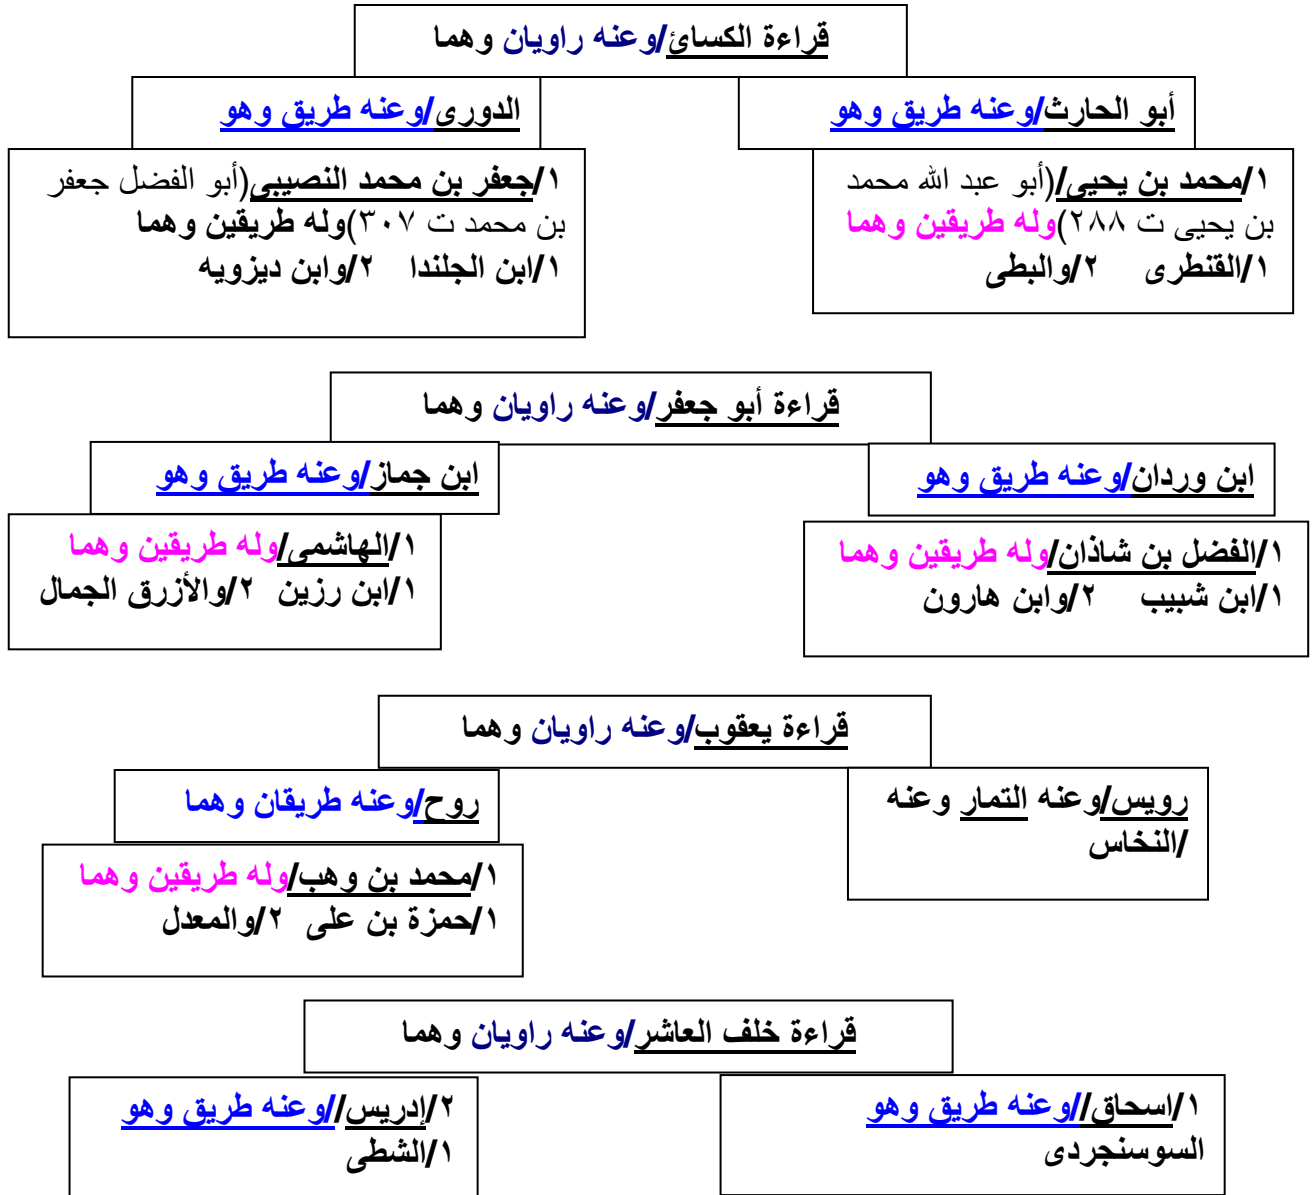 قراءة الكسائ/وعنه راويان وهما
أبو الحارث/وعنه طريق وهو
١/محمد بن يحيى/(أبو عبد الله محمد
بن يحيى ت ٢٨٨)وله طريقين وهما
١/القنطرى ٢/والبطى
الدورى/وعنه طريق وهو
١/جعفر بن محمد النصيبى(أبو الفضل جعفر
بن محمد ت ٣٠٧)وله طريقين وهما
١/ابن الجلندا ٢/وابن ديزويه
قراءة أبو جعفر/وعنه راويان وهما
ابن وردان/وعنه طريق وهو
١/الفضل بن شاذان/وله طريقين وهما
١/ابن شبيب ٢/وابن هارون
ابن جماز/وعنه طريق وهو
١/الهاشمى/وله طريقين وهما
١/ابن رزين ٢/والأزرق الجمال
قراءة يعقوب/وعنه راويان وهما
رويس/وعنه التمار وعنه
/النخاس
روح/وعنه طريقان وهما
١/محمد بن وهب/وله طريقين وهما
١/حمزة بن على ٢/والمعدل
قراءة خلف العاشر/وعنه راويان وهما
١/اسحاق//وعنه طريق وهو
السوسنجردى
٢/إدريس//وعنه طريق وهو
١/الشطى